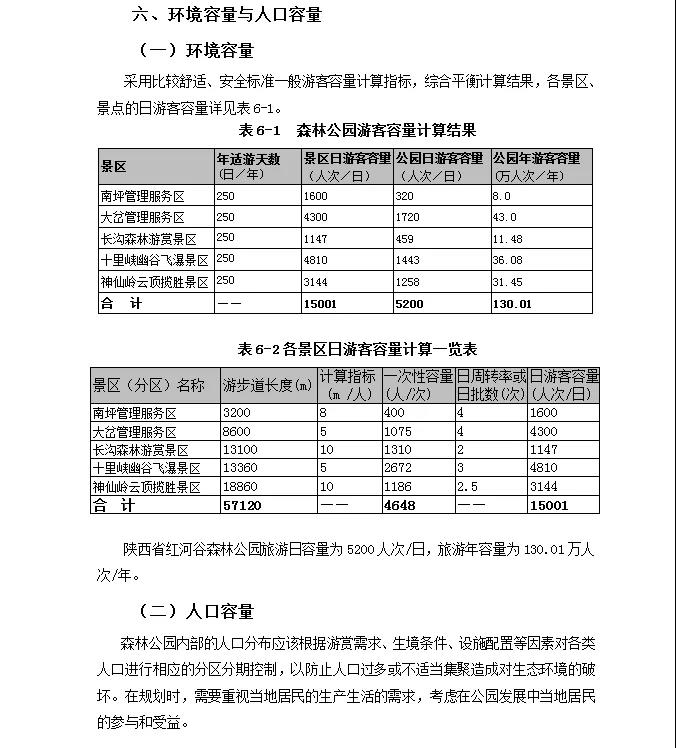 六、环境容量与人口容量
（一）环境容量
采用比较舒适、安全标准一般游客容量计算指标，综合平衡计算结果，各景区、
景点的日游客容量详见表6-1。
表6-1 森林公园游客容量计算结果
景区 年适游天数（日／年） 景区日游客容量（人次／日） 公园日游客容量（人次／日） 公园年游客容量（万人次／年）
南坪管理服务区 250 1600 320 8.0
大岔管理服务区 250 4300 1720 43.0
长沟森林游赏景区 250 1147 459 11.48
十里峡幽谷飞瀑景区 250 4810 1443 36.08
神仙岭云顶揽胜景区 250 3144 1258 31.45
合 计 —— 15001 5200 130.01
表6-2各景区日游客容量计算一览表
景区（分区）名称 游步道长度(m) 计算指标(m /人) 一次性容量(人/次) 日周转率或日批数(次) 日游客容量(人次/日)
南坪管理服务区 3200 8 400 4 1600
大岔管理服务区 8600 5 1075 4 4300
长沟森林游赏景区 13100 10 1310 2 1147
十里峡幽谷飞瀑景区 13360 5 2672 3 4810
神仙岭云顶揽胜景区 18860 10 1186 2.5 3144
合 计 57120 —— 4648 —— 15001
陕西省红河谷森林公园旅游日容量为5200人次/日，旅游年容量为130.01万人
次/年。
（二）人口容量
森林公园内部的人口分布应该根据游赏需求、生境条件、设施配置等因素对各类
人口进行相应的分区分期控制，以防止人口过多或不适当集聚造成对生态环境的破
坏。在规划时，需要重视当地居民的生产生活的需求，考虑在公园发展中当地居民
的参与和受益。